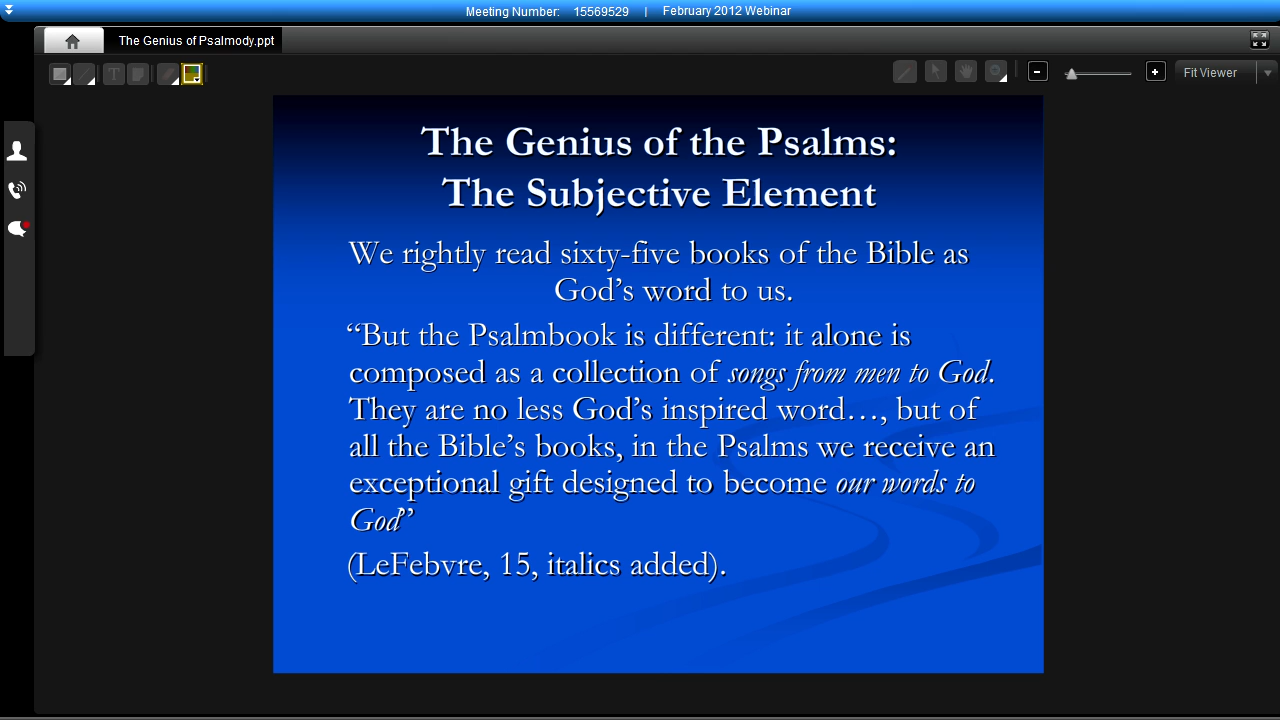 Meeting Number: 15569529 | February 2012 Webinar
The Genius of Psalmody.ppt
T
Fit Viewer
The Genius of the Psalms:
The Subjective Element
We rightly read sixty-five books of the Bible as
God’s word to us.
“But the Psalmbook is different: it alone is
composed as a collection of songs from men to God.
They are no less God’s inspired word…, but of
all the Bible’s books, in the Psalms we receive an
exceptional gift designed to become our words to
God”
(LeFebvre, 15, italics added).